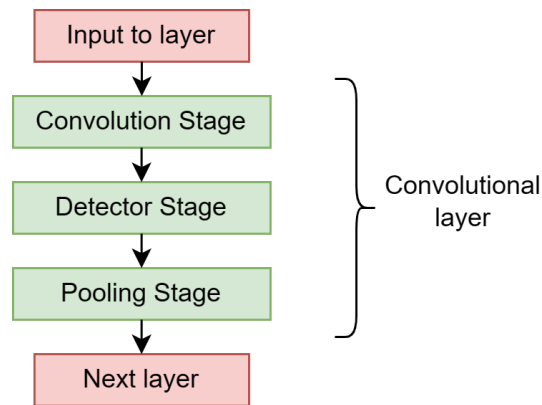 Input to layer
Convolution Stage
Detector Stage
Pooling Stage
Next layer
Convolutional
layer